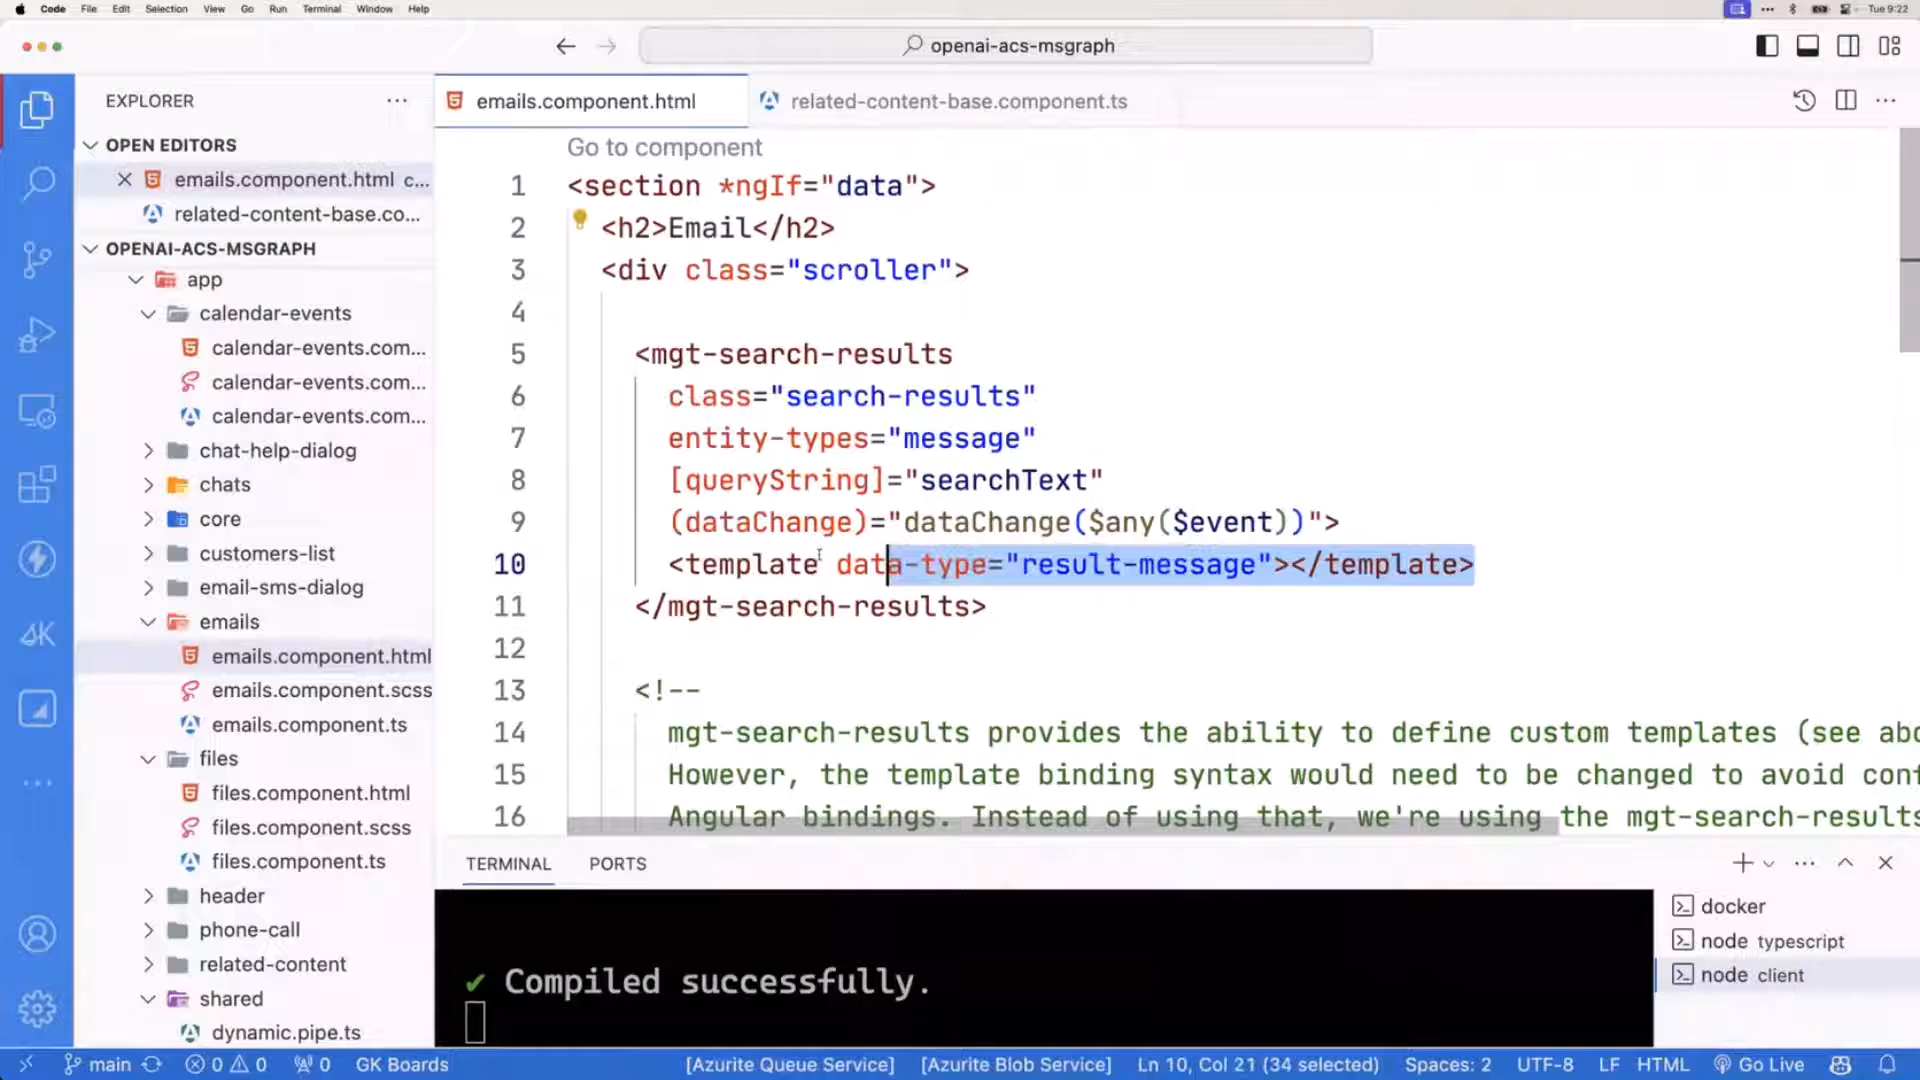 Code File Edit Selection View Go Run Terminal Window Help
Tue 9:22
openai-acs-msgraph
EXPLORER
OPEN EDITORS
emails.component.html c...
related-content-base.co...
OPENAI-ACS-MSGRAPH
app
calendar-events
calendar-events.com...
calendar-events.com...
calendar-events.com...
chat-help-dialog
chats
core
customers-list
email-sms-dialog
emails
emails.component.html
emails.component.scss
emails.component.ts
files
files.component.html
files.component.scss
files.component.ts
header
phone-call
related-content
shared
dynamic.pipe.ts
emails.component.html
related-content-base.component.ts
Go to component
1 <section *ngIf="data">
2 <h2>Email</h2>
3 <div class="scroller">
4
5 <mgt-search-results
6 class="search-results"
7 entity-types="message"
8 [queryString]="searchText"
9 (dataChange)="dataChange($any($event))">
10 <template data-type="result-message"></template>
11 </mgt-search-results>
12
13 <!--
14 mgt-search-results provides the ability to define custom templates (see abo
15 However, the template binding syntax would need to be changed to avoid conf
16 Angular bindings. Instead of using that, we're using the mgt-search-results
TERMINAL PORTS
✔ Compiled successfully.
docker
node typescript
node client
main 0 0 0 GK Boards [Azurite Queue Service] [Azurite Blob Service] Ln 10, Col 21 (34 selected) Spaces: 2 UTF-8 LF HTML Go Live